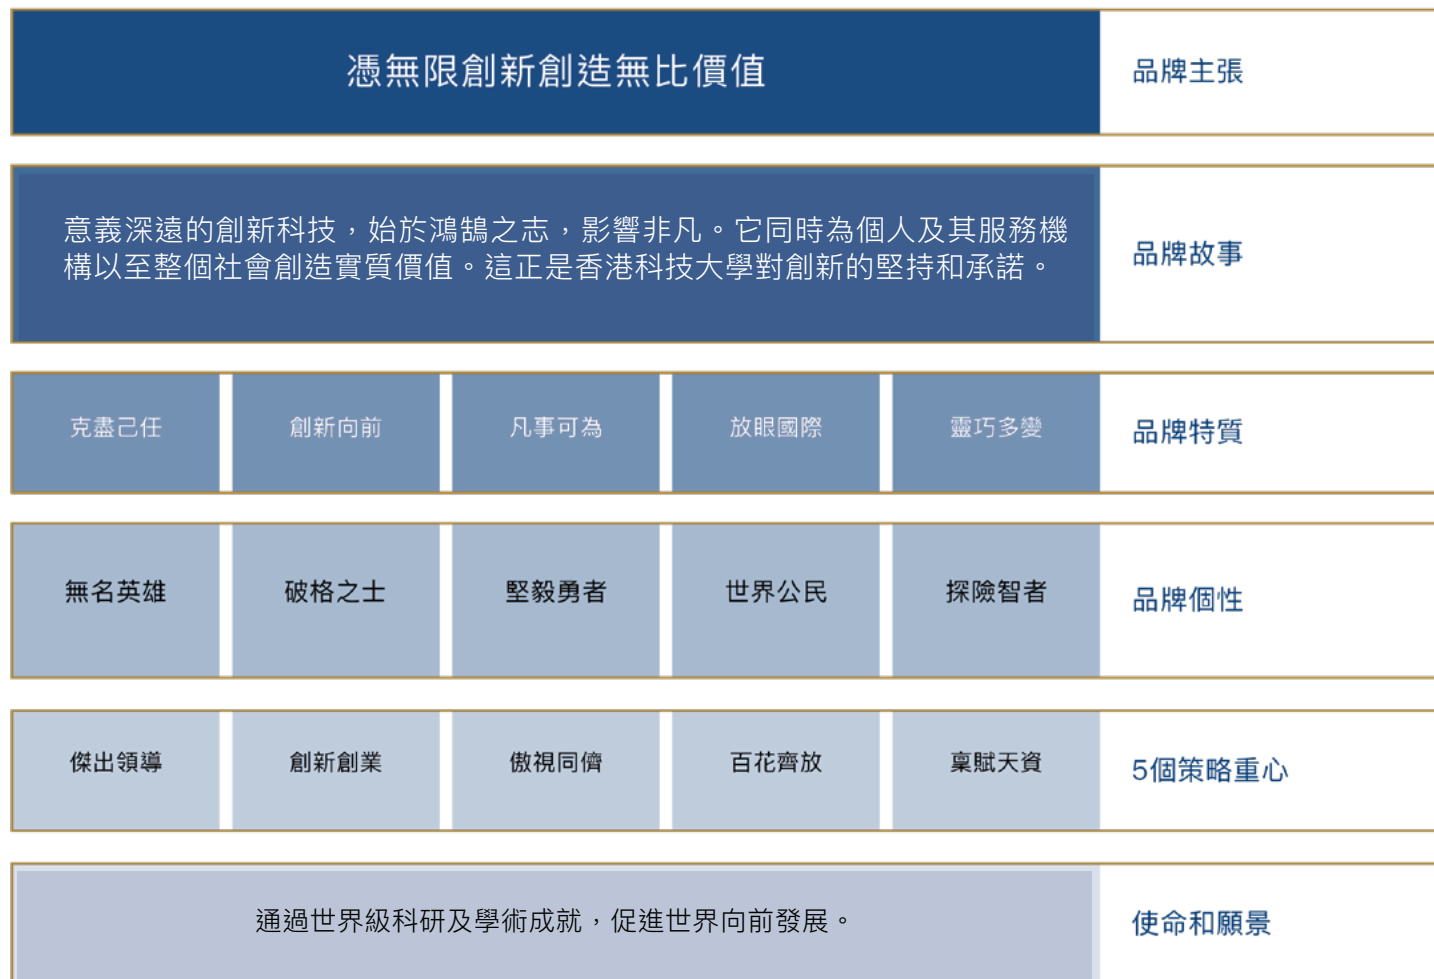 憑無限創新創造無比價值
品牌主張
意義深遠的創新科技，始於鴻鵠之志，影響非凡。它同時為個人及其服務機
構以至整個社會創造實質價值。這正是香港科技大學對創新的堅持和承諾。
品牌故事
克盡己任 創新向前 凡事可為 放眼國際 靈巧多變 品牌特質
無名英雄 破格之士 堅毅勇者 世界公民 探險智者 品牌個性
傑出領導 創新創業 傲視同儕 百花齊放 稟賦天資 5個策略重心
通過世界級科研及學術成就，促進世界向前發展。
使命和願景